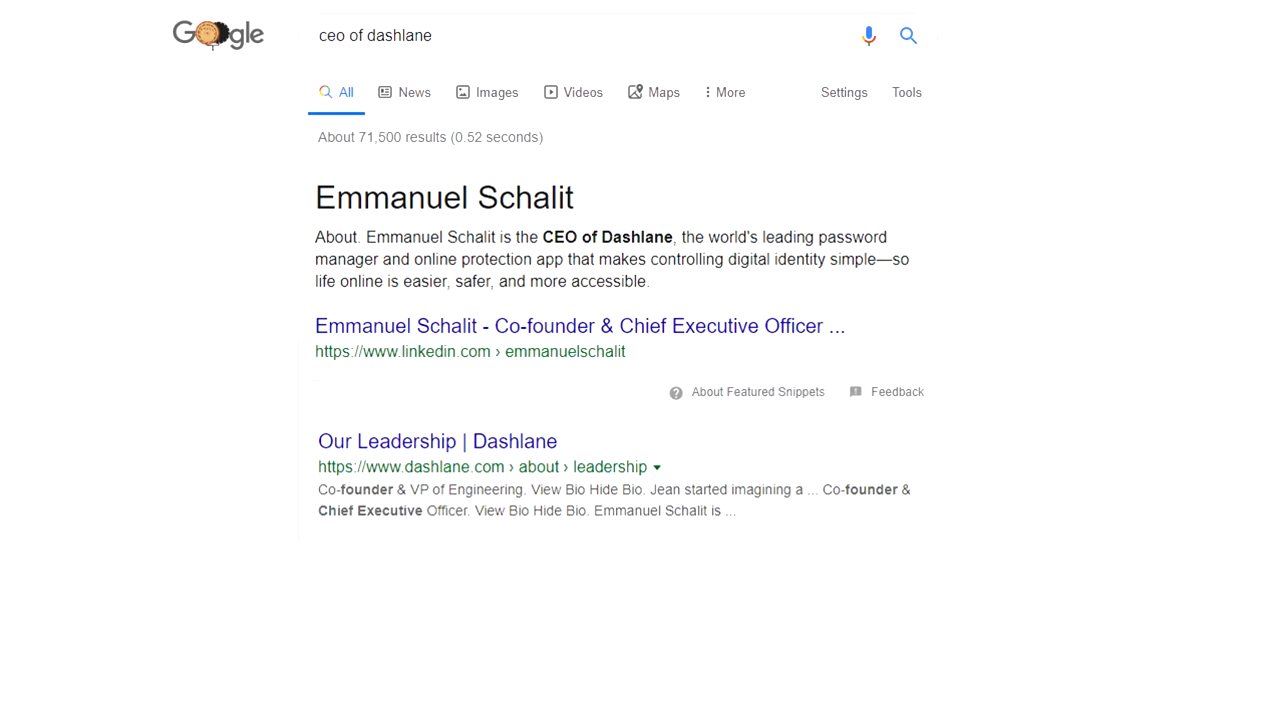 Google
ceo of dashlane
All News Images Videos Maps More Settings Tools
About 71,500 results (0.52 seconds)
Emmanuel Schalit
About. Emmanuel Schalit is the CEO of Dashlane, the world's leading password
manager and online protection app that makes controlling digital identity simple—so
life online is easier, safer, and more accessible.
Emmanuel Schalit - Co-founder & Chief Executive Officer ...
https://www.linkedin.com › emmanuelschalit
About Featured Snippets Feedback
Our Leadership | Dashlane
https://www.dashlane.com › about › leadership
Co-founder & VP of Engineering. View Bio Hide Bio. Jean started imagining a ... Co-founder &
Chief Executive Officer. View Bio Hide Bio. Emmanuel Schalit is ...